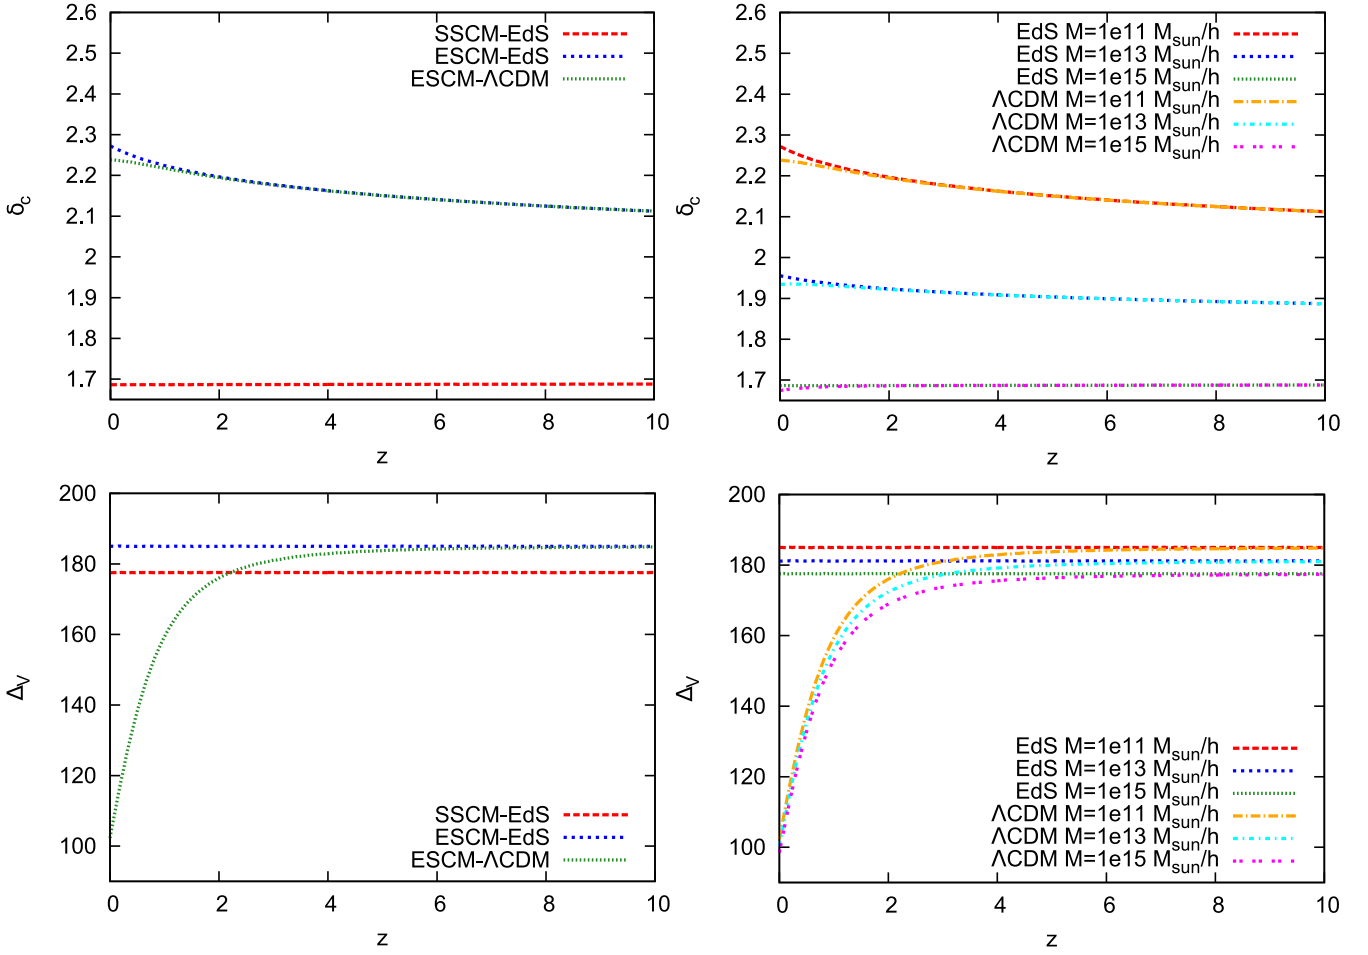 2.6
2.5
2.4
2.3
2.2
2.1
2
1.9
1.8
1.7
δc
0 2 4 6 8 10
z
SSCM-EdS
ESCM-EdS
ESCM-ΛCDM
2.6
2.5
2.4
2.3
2.2
2.1
2
1.9
1.8
1.7
δc
0 2 4 6 8 10
z
EdS M=1e11 Msun/h
EdS M=1e13 Msun/h
EdS M=1e15 Msun/h
ΛCDM M=1e11 Msun/h
ΛCDM M=1e13 Msun/h
ΛCDM M=1e15 Msun/h
200
180
160
140
120
100
ΔV
0 2 4 6 8 10
z
SSCM-EdS
ESCM-EdS
ESCM-ΛCDM
200
180
160
140
120
100
ΔV
0 2 4 6 8 10
z
EdS M=1e11 Msun/h
EdS M=1e13 Msun/h
EdS M=1e15 Msun/h
ΛCDM M=1e11 Msun/h
ΛCDM M=1e13 Msun/h
ΛCDM M=1e15 Msun/h